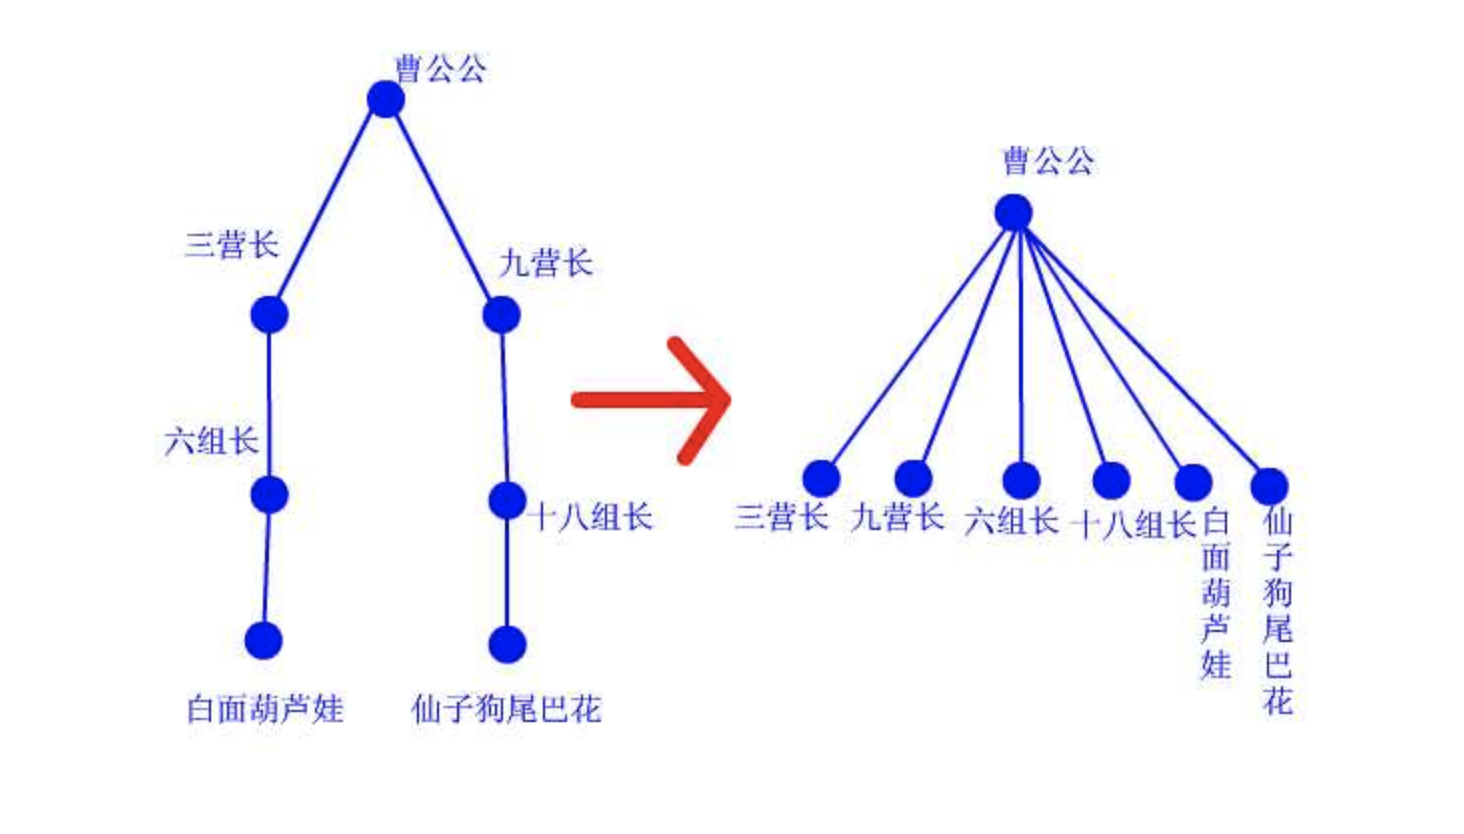 曹公公
三营长
九营长
六组长
十八组长
白面葫芦娃
仙子狗尾巴花
曹公公
三营长
九营长
六组长
十八组长
白面葫芦娃
仙子狗尾巴花